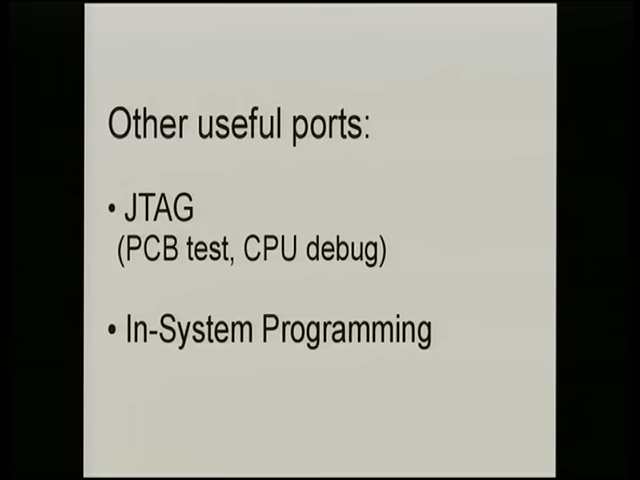 Other useful ports:
• JTAG
(PCB test, CPU debug)
• In-System Programming